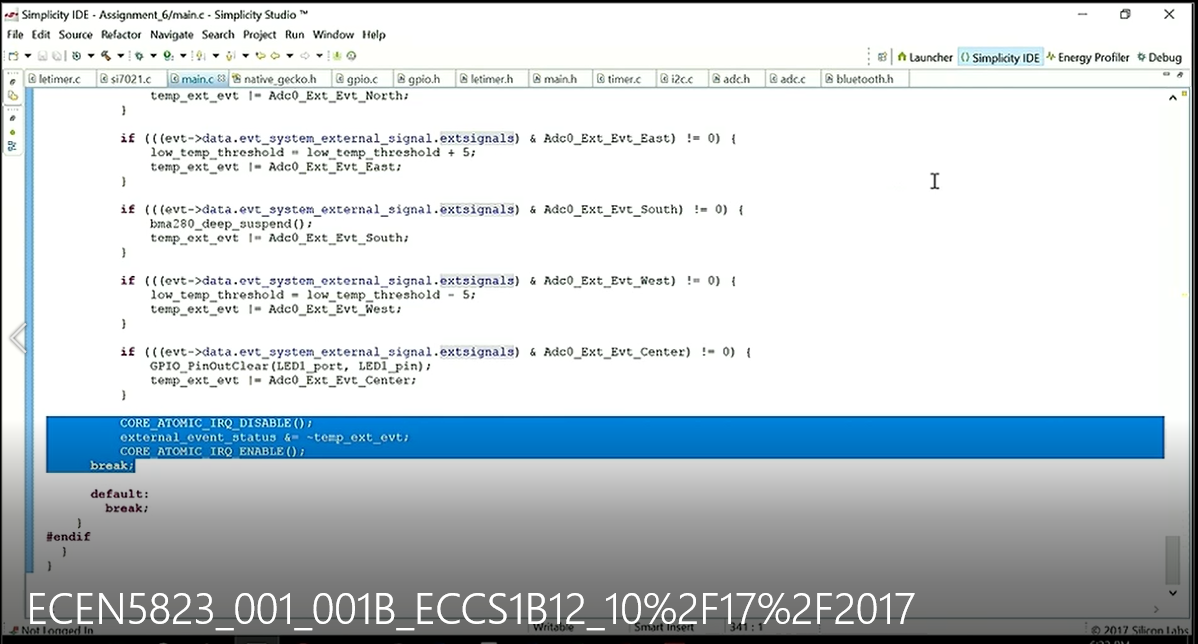 Simplicity IDE - Assignment_6/main.c - Simplicity Studio ™
File Edit Source Refactor Navigate Search Project Run Window Help
Launcher Simplicity IDE Energy Profiler Debug
letimer.c si7021.c main.c native_gecko.h gpio.c gpio.h letimer.h main.h timer.c i2c.c adc.h adc.c bluetooth.h
temp_ext_evt |= Adc0_Ext_Evt_North;
}
if (((evt->data.evt_system_external_signal.extsignals) & Adc0_Ext_Evt_East) != 0) {
low_temp_threshold = low_temp_threshold + 5;
temp_ext_evt |= Adc0_Ext_Evt_East;
}
if (((evt->data.evt_system_external_signal.extsignals) & Adc0_Ext_Evt_South) != 0) {
bma280_deep_suspend();
temp_ext_evt |= Adc0_Ext_Evt_South;
}
if (((evt->data.evt_system_external_signal.extsignals) & Adc0_Ext_Evt_West) != 0) {
low_temp_threshold = low_temp_threshold - 5;
temp_ext_evt |= Adc0_Ext_Evt_West;
}
if (((evt->data.evt_system_external_signal.extsignals) & Adc0_Ext_Evt_Center) != 0) {
GPIO_PinOutClear(LED1_port, LED1_pin);
temp_ext_evt |= Adc0_Ext_Evt_Center;
}
CORE_ATOMIC_IRQ_DISABLE();
external_event_status &= ~temp_ext_evt;
CORE_ATOMIC_IRQ_ENABLE();
break;
default:
break;
}
#endif
}
}
ECEN5823_001_001B_ECCS1B12_10%2F17%2F2017
Not Logged In Writable Smart Insert 341 : 1 © 2017 Silicon Labs